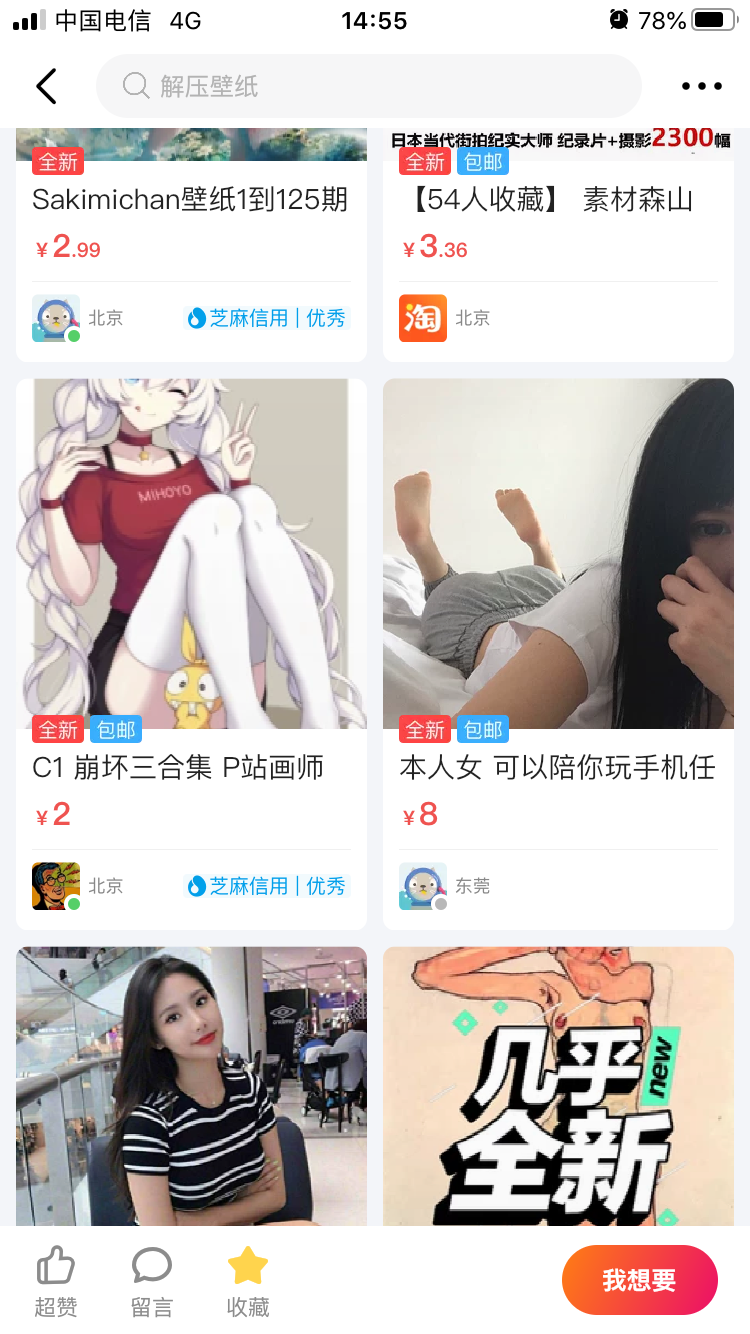 中国电信 4G 14:55 78%
解压壁纸
日本当代街拍纪实大师 纪录片+摄影2300幅
全新
全新 包邮
Sakimichan壁纸1到125期
【54人收藏】 素材森山
¥2.99
¥3.36
北京 芝麻信用 | 优秀
淘 北京
MIHOYO
全新 包邮
全新 包邮
C1 崩坏三合集 P站画师
本人女 可以陪你玩手机任
¥2
¥8
北京 芝麻信用 | 优秀
东莞
umbro
几乎
new
全新
超赞 留言 收藏 我想要